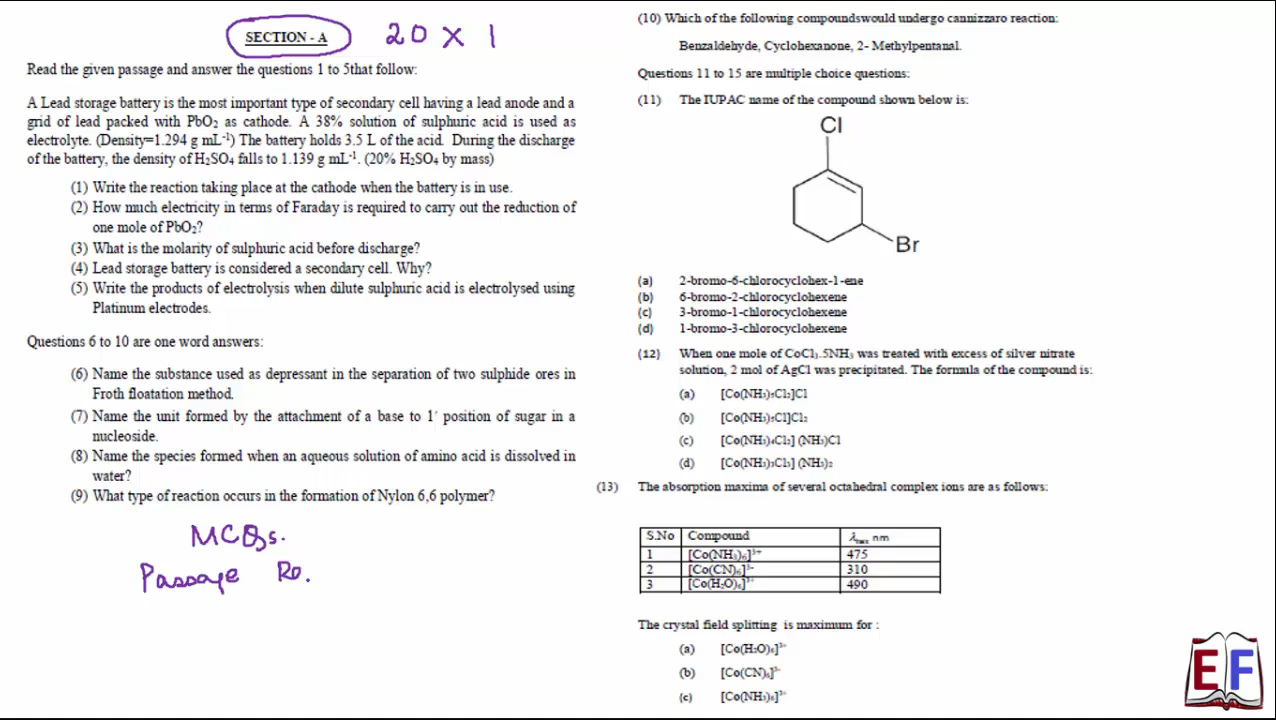 SECTION - A 20 X 1
Read the given passage and answer the questions 1 to 5that follow:
A Lead storage battery is the most important type of secondary cell having a lead anode and a
grid of lead packed with PbO₂ as cathode. A 38% solution of sulphuric acid is used as
electrolyte. (Density=1.294 g mL⁻¹) The battery holds 3.5 L of the acid. During the discharge
of the battery, the density of H₂SO₄ falls to 1.139 g mL⁻¹. (20% H₂SO₄ by mass)
(1) Write the reaction taking place at the cathode when the battery is in use.
(2) How much electricity in terms of Faraday is required to carry out the reduction of
one mole of PbO₂?
(3) What is the molarity of sulphuric acid before discharge?
(4) Lead storage battery is considered a secondary cell. Why?
(5) Write the products of electrolysis when dilute sulphuric acid is electrolysed using
Platinum electrodes.
Questions 6 to 10 are one word answers:
(6) Name the substance used as depressant in the separation of two sulphide ores in
Froth floatation method.
(7) Name the unit formed by the attachment of a base to 1′ position of sugar in a
nucleoside.
(8) Name the species formed when an aqueous solution of amino acid is dissolved in
water?
(9) What type of reaction occurs in the formation of Nylon 6,6 polymer?
MCQs.
Passage Ro.
(10) Which of the following compoundswould undergo cannizzaro reaction:
Benzaldehyde, Cyclohexanone, 2- Methylpentanal.
Questions 11 to 15 are multiple choice questions:
(11) The IUPAC name of the compound shown below is:
Cl
Br
(a) 2-bromo-6-chlorocyclohex-1-ene
(b) 6-bromo-2-chlorocyclohexene
(c) 3-bromo-1-chlorocyclohexene
(d) 1-bromo-3-chlorocyclohexene
(12) When one mole of CoCl₃.5NH₃ was treated with excess of silver nitrate
solution, 2 mol of AgCl was precipitated. The formula of the compound is:
(a) [Co(NH₃)₅Cl₂]Cl
(b) [Co(NH₃)₅Cl]Cl₂
(c) [Co(NH₃)₄Cl₂] (NH₃)Cl
(d) [Co(NH₃)₃Cl₃] (NH₃)₂
(13) The absorption maxima of several octahedral complex ions are as follows:
S.No Compound λmax nm
1 [Co(NH₃)₆]³⁺ 475
2 [Co(CN)₆]³⁻ 310
3 [Co(H₂O)₆]³⁺ 490
The crystal field splitting is maximum for :
(a) [Co(H₂O)₆]³⁺
(b) [Co(CN)₆]³⁻
(c) [Co(NH₃)₆]³⁺
EF